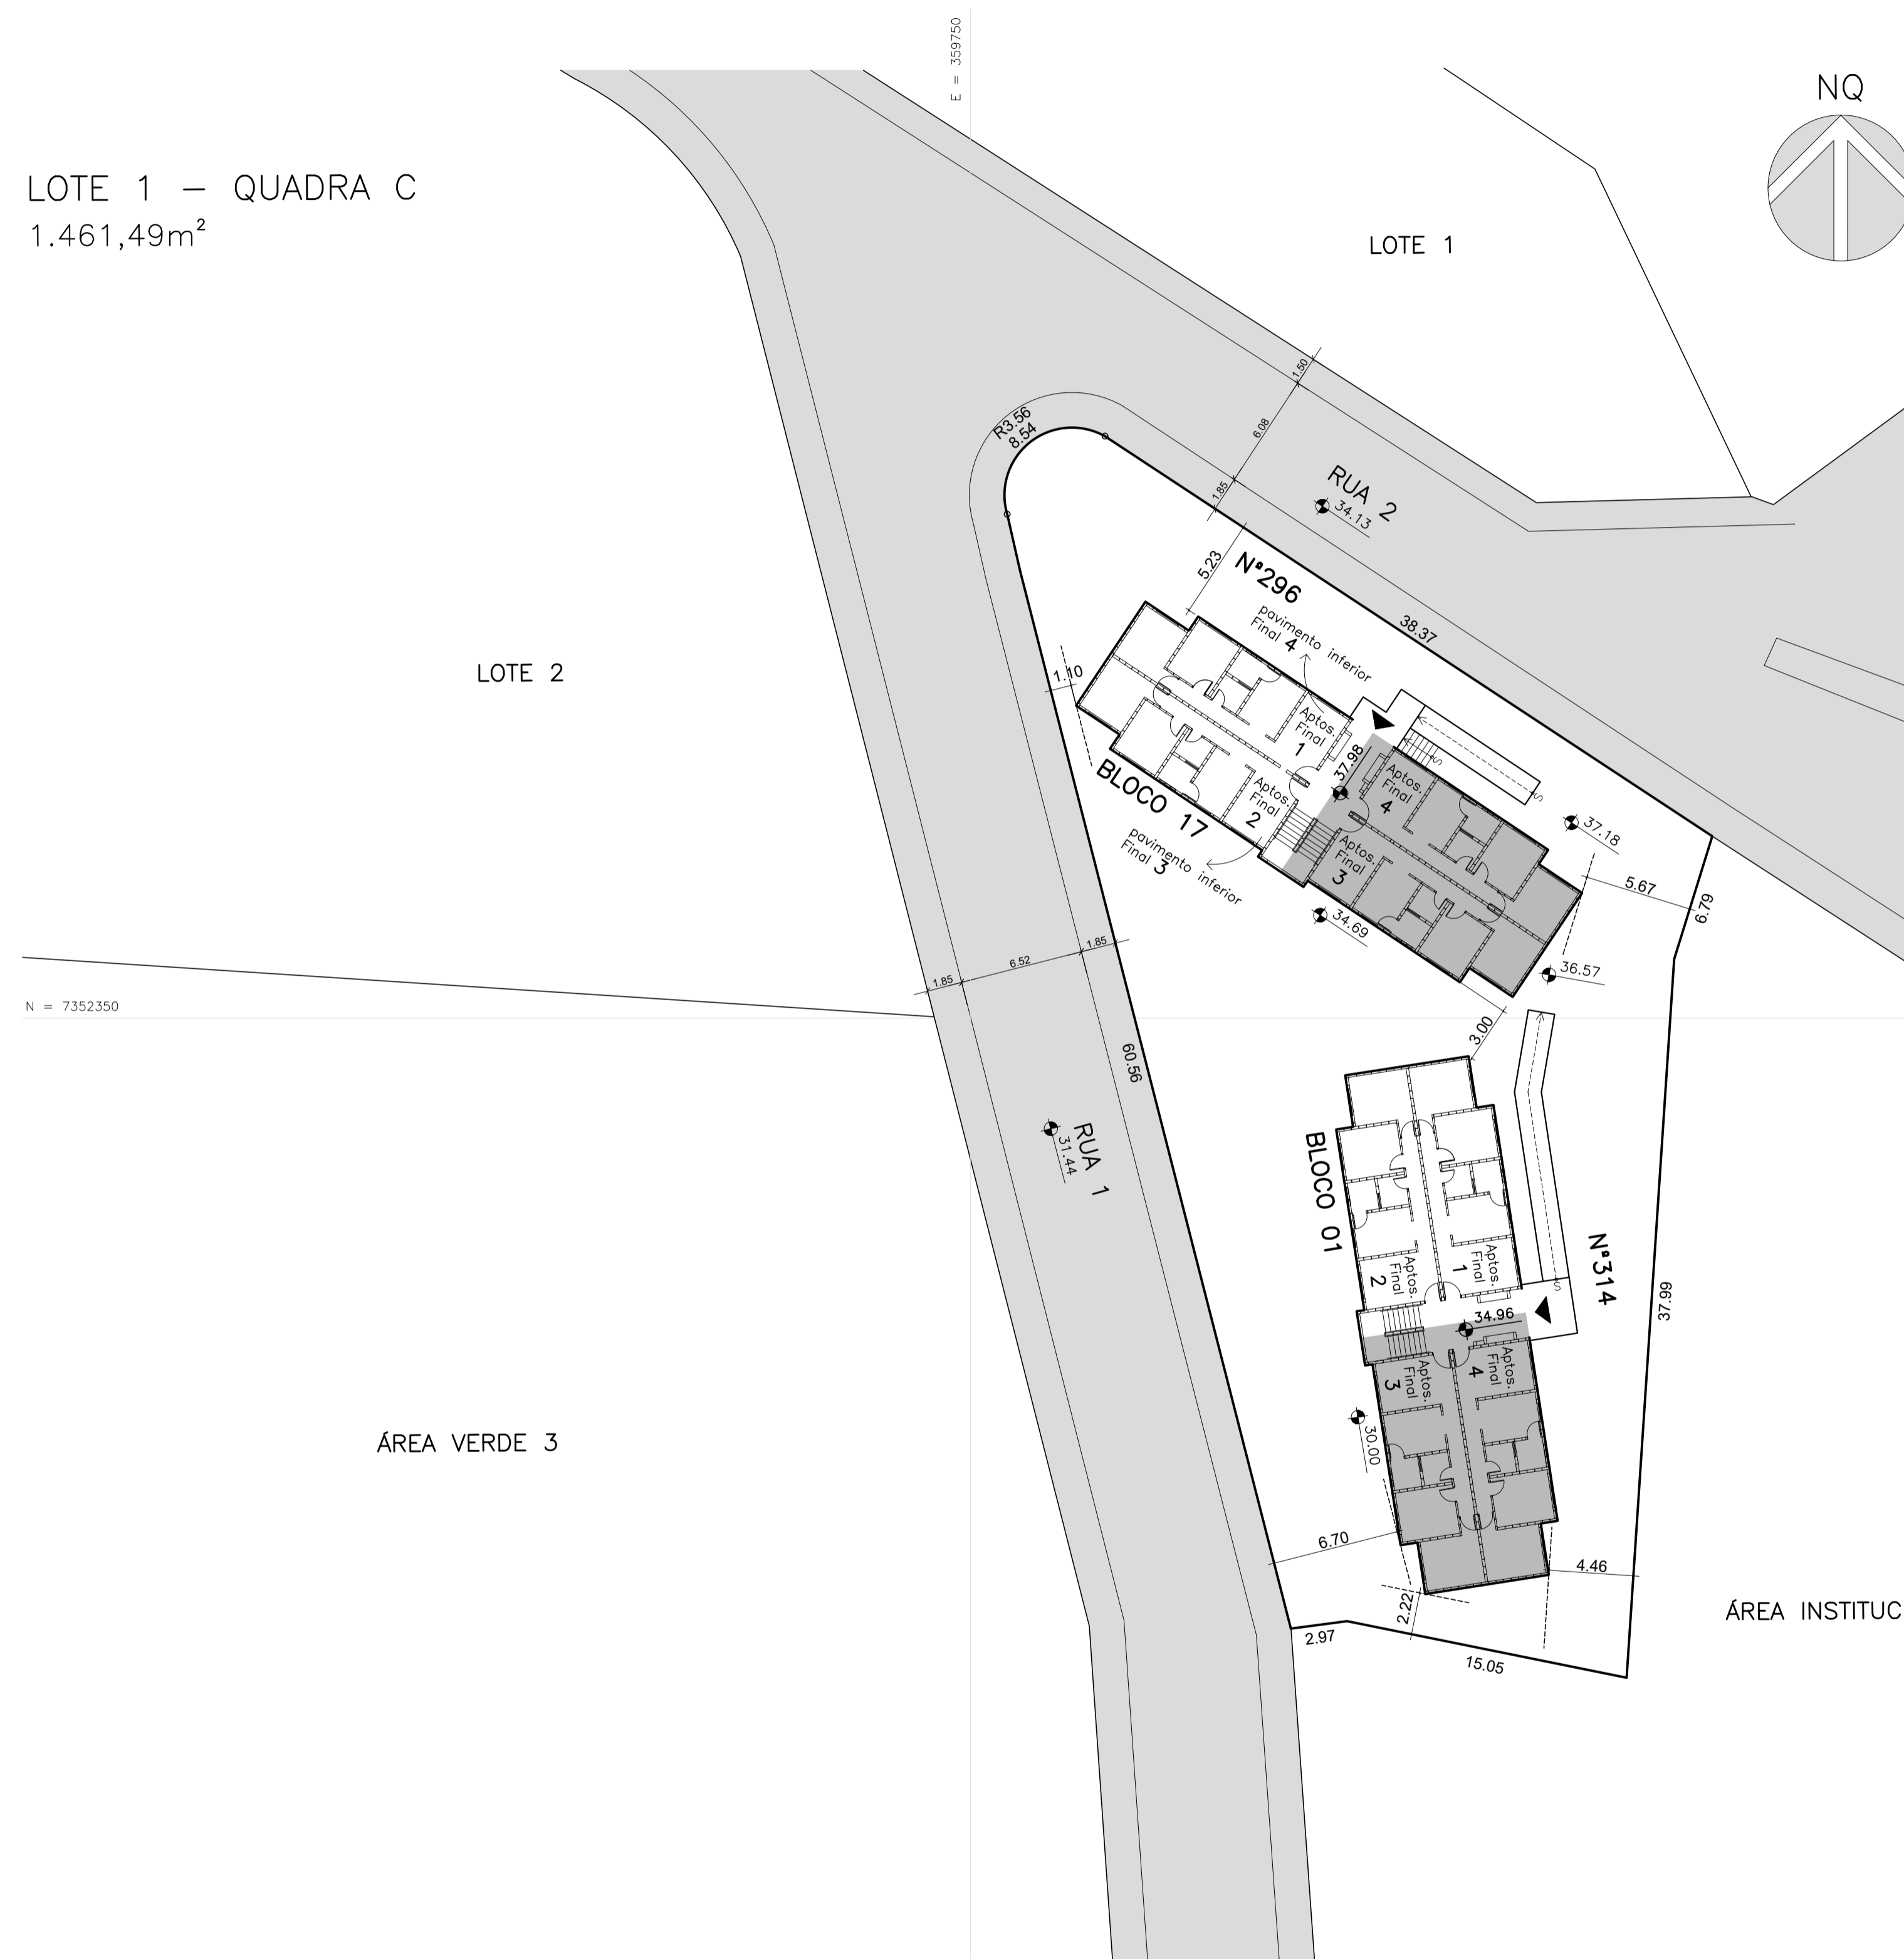 E = 359750
NQ
LOTE 1 – QUADRA C
1.461,49m²
LOTE 1
1.50
6.08
1.85
R3.56
8.54
RUA 2
34.13
5.23
Nº296
pavimento inferior
Final 4
38.37
LOTE 2
1.10
Aptos.
Final
1
37.98
S
S
Aptos.
Final
4
BLOCO 17
Aptos.
Final
2
37.18
pavimento inferior
Final 3
Aptos.
Final
3
5.67
6.79
34.69
36.57
1.85
6.52
1.85
N = 7352350
3.00
60.56
RUA 1
31.44
BLOCO 01
Aptos.
Final
1
Aptos.
Final
2
S
Nº314
37.99
34.96
Aptos.
Final
4
Aptos.
Final
3
30.00
ÁREA VERDE 3
6.70
4.46
2.22
ÁREA INSTITUC
2.97
15.05